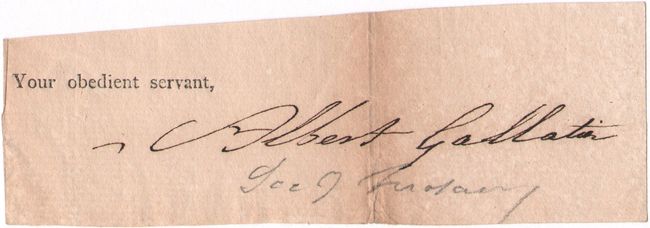 Your obedient servant,
Albert Gallatin
Sec of Treasury